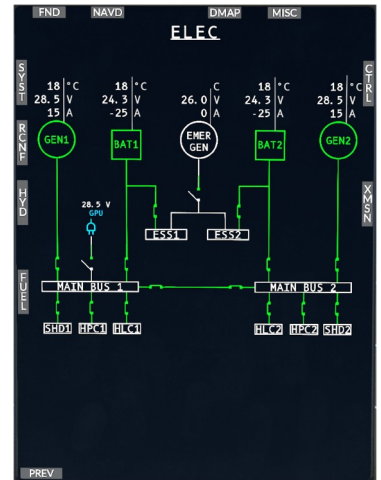 FND NAVD DMAP MISC
ELEC
SYST
CTRL
18 °C 18 °C C 18 °C 18 °C
28.5 V 24.3 V 26.0 V 24.3 V 28.5 V
15 A -25 A 0 A -25 A 15 A
RCNF
GEN1 BAT1 EMER GEN BAT2 GEN2
HYD
XMSN
28.5 V
GPU
ESS1 ESS2
FUEL
MAIN BUS 1 MAIN BUS 2
SHD1 HPC1 HLC1 HLC2 HPC2 SHD2
PREV